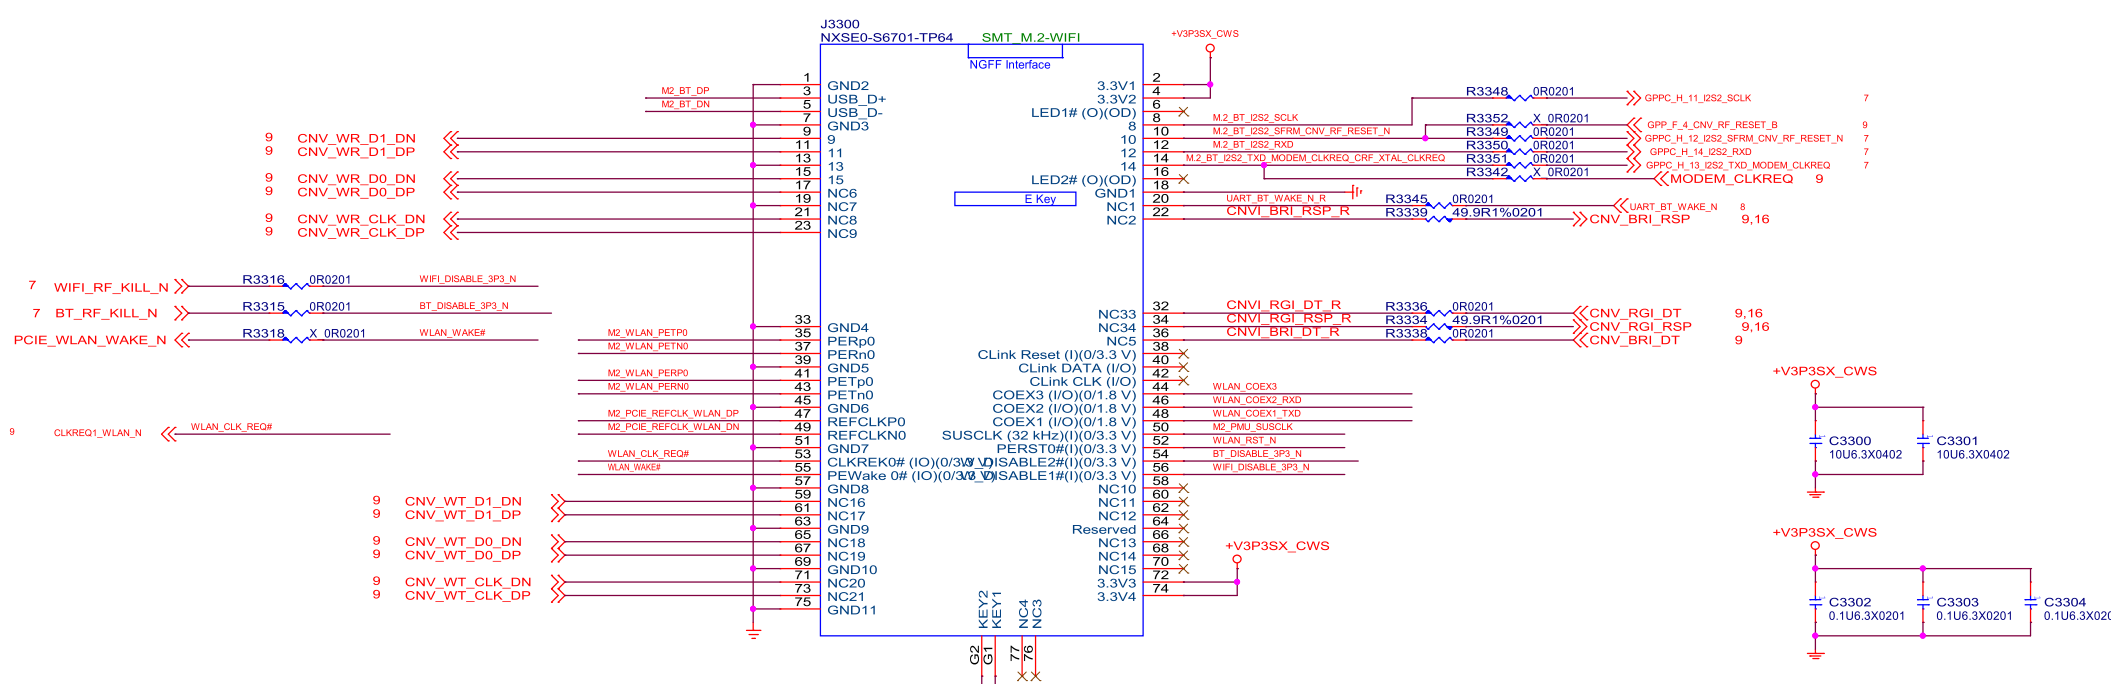 J3300
NXSE0-S6701-TP64 SMT_M.2-WIFI
NGFF Interface
+V3P3SX_CWS
1 GND2
3 USB_D+ M2_BT_DP
5 USB_D- M2_BT_DN
7 GND3
9 CNV_WR_D1_DN 9 9
9 CNV_WR_D1_DP 11 11
13 13
9 CNV_WR_D0_DN 15 15
9 CNV_WR_D0_DP 17 NC6
19 NC7
9 CNV_WR_CLK_DN 21 NC8
9 CNV_WR_CLK_DP 23 NC9
3.3V1 2
3.3V2 4
LED1# (O)(OD) 6
8 8 M.2_BT_I2S2_SCLK R3348 0R0201 GPPC_H_11_I2S2_SCLK 7
R3352 X_0R0201 GPP_F_4_CNV_RF_RESET_B 9
10 10 M.2_BT_I2S2_SFRM_CNV_RF_RESET_N R3349 0R0201 GPPC_H_12_I2S2_SFRM_CNV_RF_RESET_N 7
12 12 M.2_BT_I2S2_RXD R3350 0R0201 GPPC_H_14_I2S2_RXD 7
14 14 M.2_BT_I2S2_TXD_MODEM_CLKREQ_CRF_XTAL_CLKREQ R3351 0R0201 GPPC_H_13_I2S2_TXD_MODEM_CLKREQ 7
LED2# (O)(OD) 16 R3342 X_0R0201 MODEM_CLKREQ 9
GND1 18
E Key
NC1 20 UART_BT_WAKE_N_R R3345 0R0201 UART_BT_WAKE_N 8
NC2 22 CNVI_BRI_RSP_R R3339 49.9R1%0201 CNV_BRI_RSP 9,16
7 WIFI_RF_KILL_N R3316 0R0201 WIFI_DISABLE_3P3_N
7 BT_RF_KILL_N R3315 0R0201 BT_DISABLE_3P3_N
PCIE_WLAN_WAKE_N R3318 X_0R0201 WLAN_WAKE#
9 CLKREQ1_WLAN_N WLAN_CLK_REQ#
33 GND4
M2_WLAN_PETP0 35 PERp0
M2_WLAN_PETN0 37 PERn0
39 GND5
M2_WLAN_PERP0 41 PETp0
M2_WLAN_PERN0 43 PETn0
45 GND6
M2_PCIE_REFCLK_WLAN_DP 47 REFCLKP0
M2_PCIE_REFCLK_WLAN_DN 49 REFCLKN0
51 GND7
WLAN_CLK_REQ# 53 CLKREK0# (IO)(0/3.3 V)
WLAN_WAKE# 55 PEWake 0# (IO)(0/3.3 V)
57 GND8
9 CNV_WT_D1_DN 59 NC16
9 CNV_WT_D1_DP 61 NC17
63 GND9
9 CNV_WT_D0_DN 65 NC18
9 CNV_WT_D0_DP 67 NC19
69 GND10
9 CNV_WT_CLK_DN 71 NC20
9 CNV_WT_CLK_DP 73 NC21
75 GND11
NC33 32 CNVI_RGI_DT_R R3336 0R0201 CNV_RGI_DT 9,16
NC34 34 CNVI_RGI_RSP_R R3334 49.9R1%0201 CNV_RGI_RSP 9,16
NC5 36 CNVI_BRI_DT_R R3338 0R0201 CNV_BRI_DT 9
CLink Reset (I)(0/3.3 V) 38
CLink DATA (I/O) 40
CLink CLK (I/O) 42
COEX3 (I/O)(0/1.8 V) 44 WLAN_COEX3
COEX2 (I/O)(0/1.8 V) 46 WLAN_COEX2_RXD
COEX1 (I/O)(0/1.8 V) 48 WLAN_COEX1_TXD
SUSCLK (32 kHz)(I)(0/3.3 V) 50 M2_PMU_SUSCLK
PERST0#(I)(0/3.3 V) 52 WLAN_RST_N
W_DISABLE2#(I)(0/3.3 V) 54 BT_DISABLE_3P3_N
W_DISABLE1#(I)(0/3.3 V) 56 WIFI_DISABLE_3P3_N
NC10 58
NC11 60
NC12 62
Reserved 64
NC13 66
NC14 68
NC15 70
3.3V3 72
3.3V4 74
+V3P3SX_CWS
KEY2 KEY1 NC4 NC3
G2 G1 77 76
+V3P3SX_CWS
C3300 C3301
10U6.3X0402 10U6.3X0402
+V3P3SX_CWS
C3302 C3303 C3304
0.1U6.3X0201 0.1U6.3X0201 0.1U6.3X020